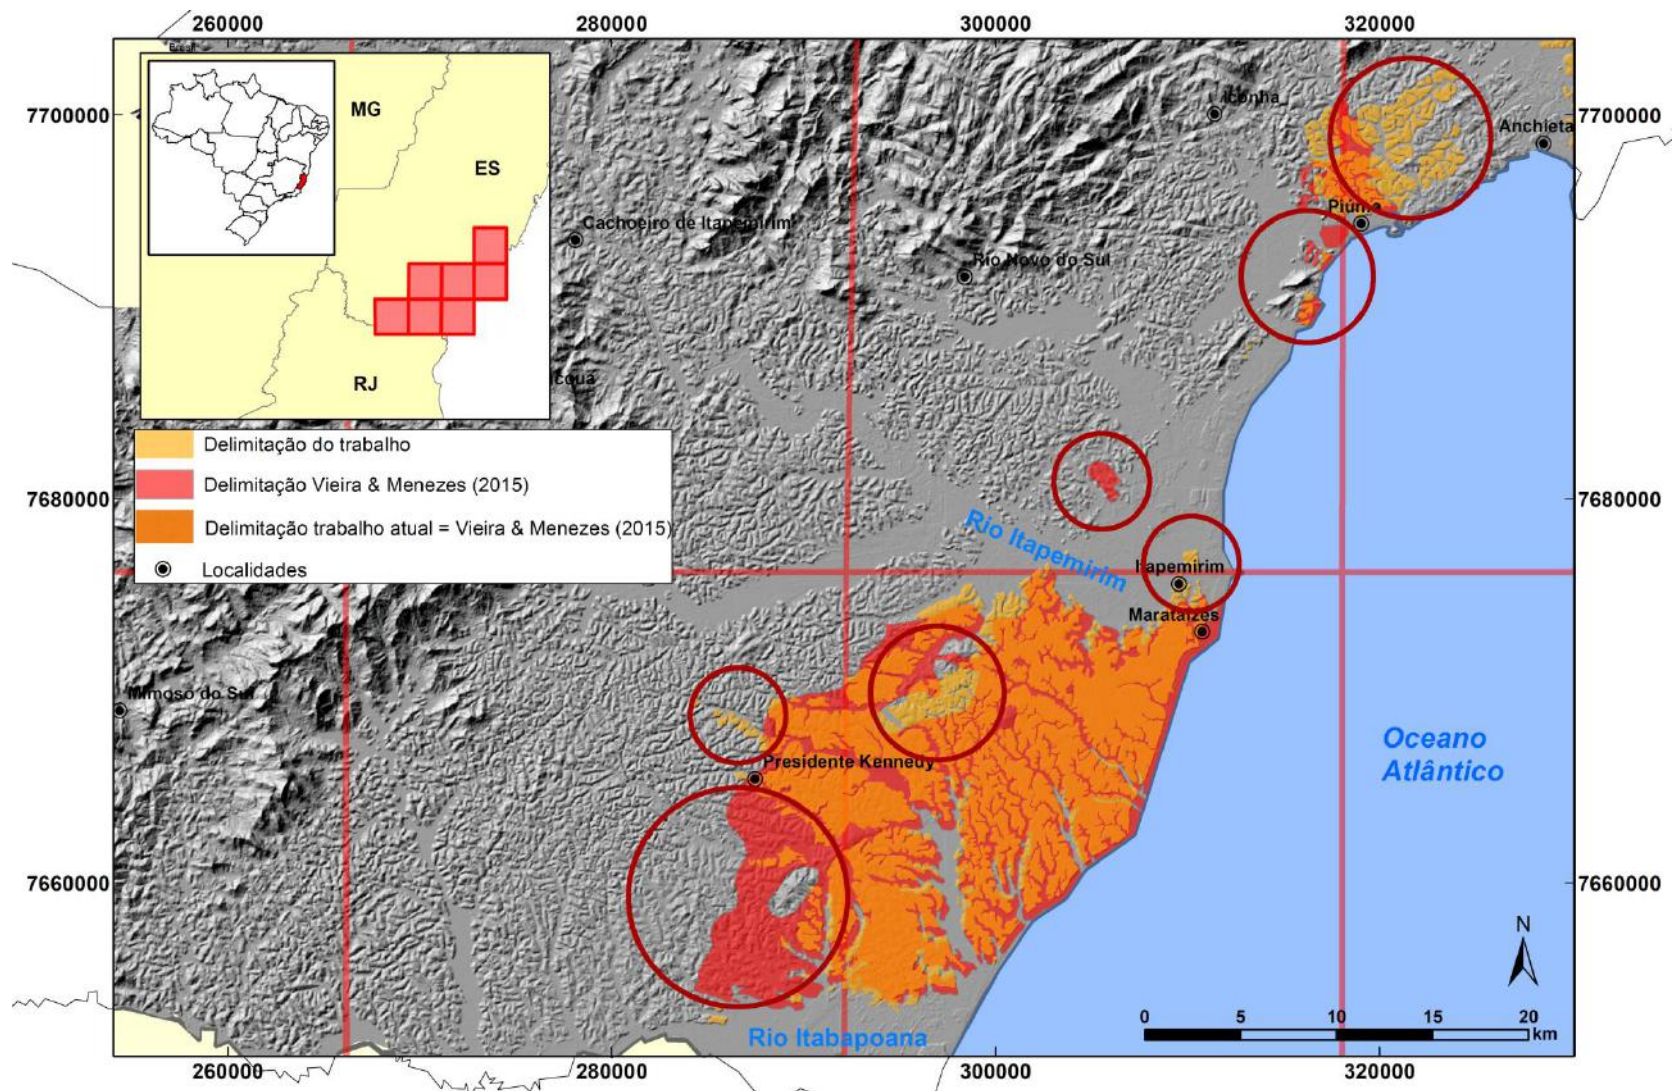 260000 280000 300000 320000
Brasil
MG
ES
RJ
7700000 7700000
Iconha
Anchieta
Cachoeiro de Itapemirim
Piúma
Rio Novo do Sul
Delimitação do trabalho
Delimitação Vieira & Menezes (2015)
Delimitação trabalho atual = Vieira & Menezes (2015)
Localidades
7680000 7680000
Rio Itapemirim
Itapemirim
Marataízes
Mimoso do Sul
Presidente Kennedy
Oceano
Atlântico
7660000 7660000
N
Rio Itabapoana
0 5 10 15 20
km
260000 280000 300000 320000